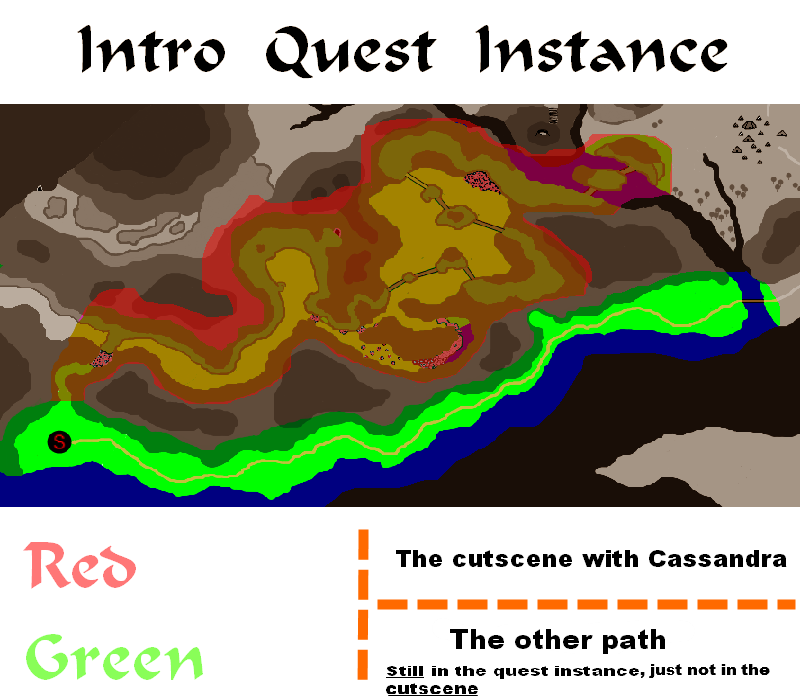 Intro Quest Instance
S
Red
The cutscene with Cassandra
Green
The other path
Still in the quest instance, just not in the
cutscene